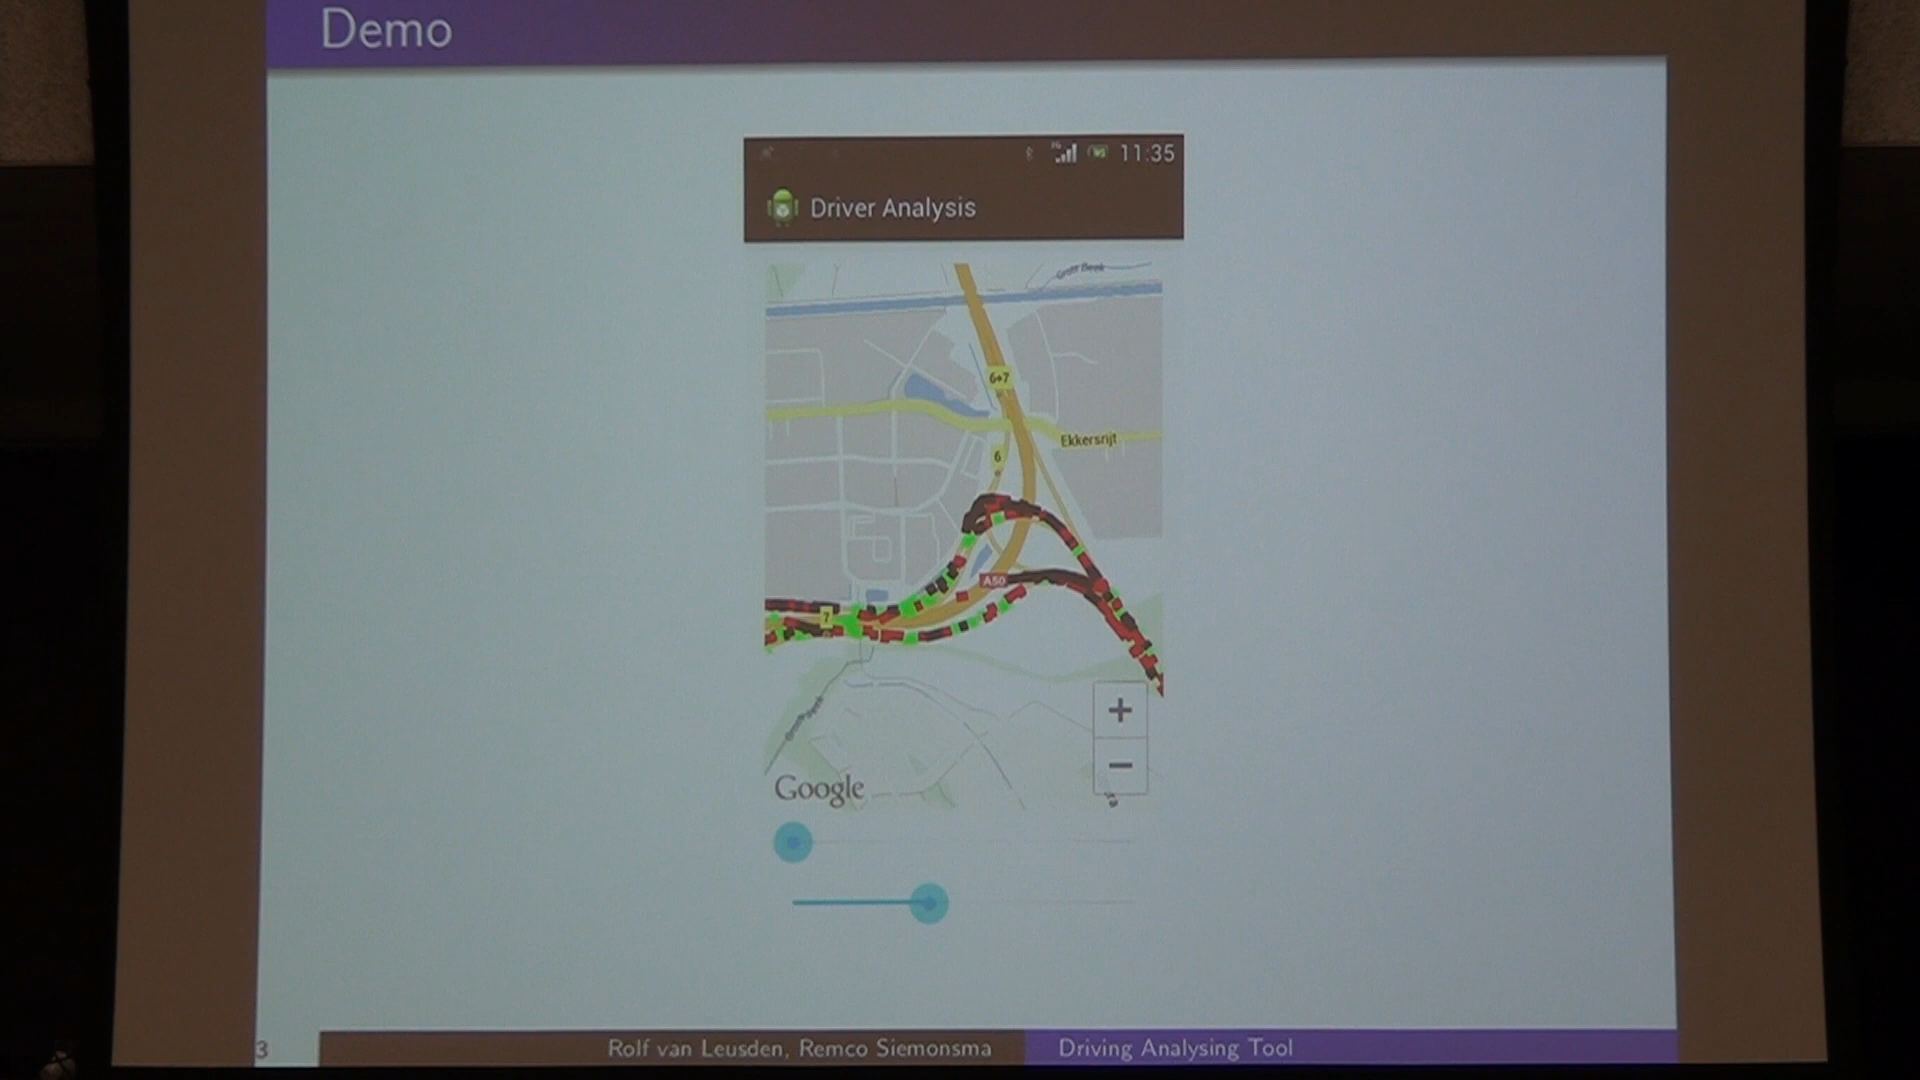 Demo
11:35
Driver Analysis
6+7
Ekkersrijt
6
A50
7
+
−
Google
3
Rolf van Leusden, Remco Siemonsma
Driving Analysing Tool